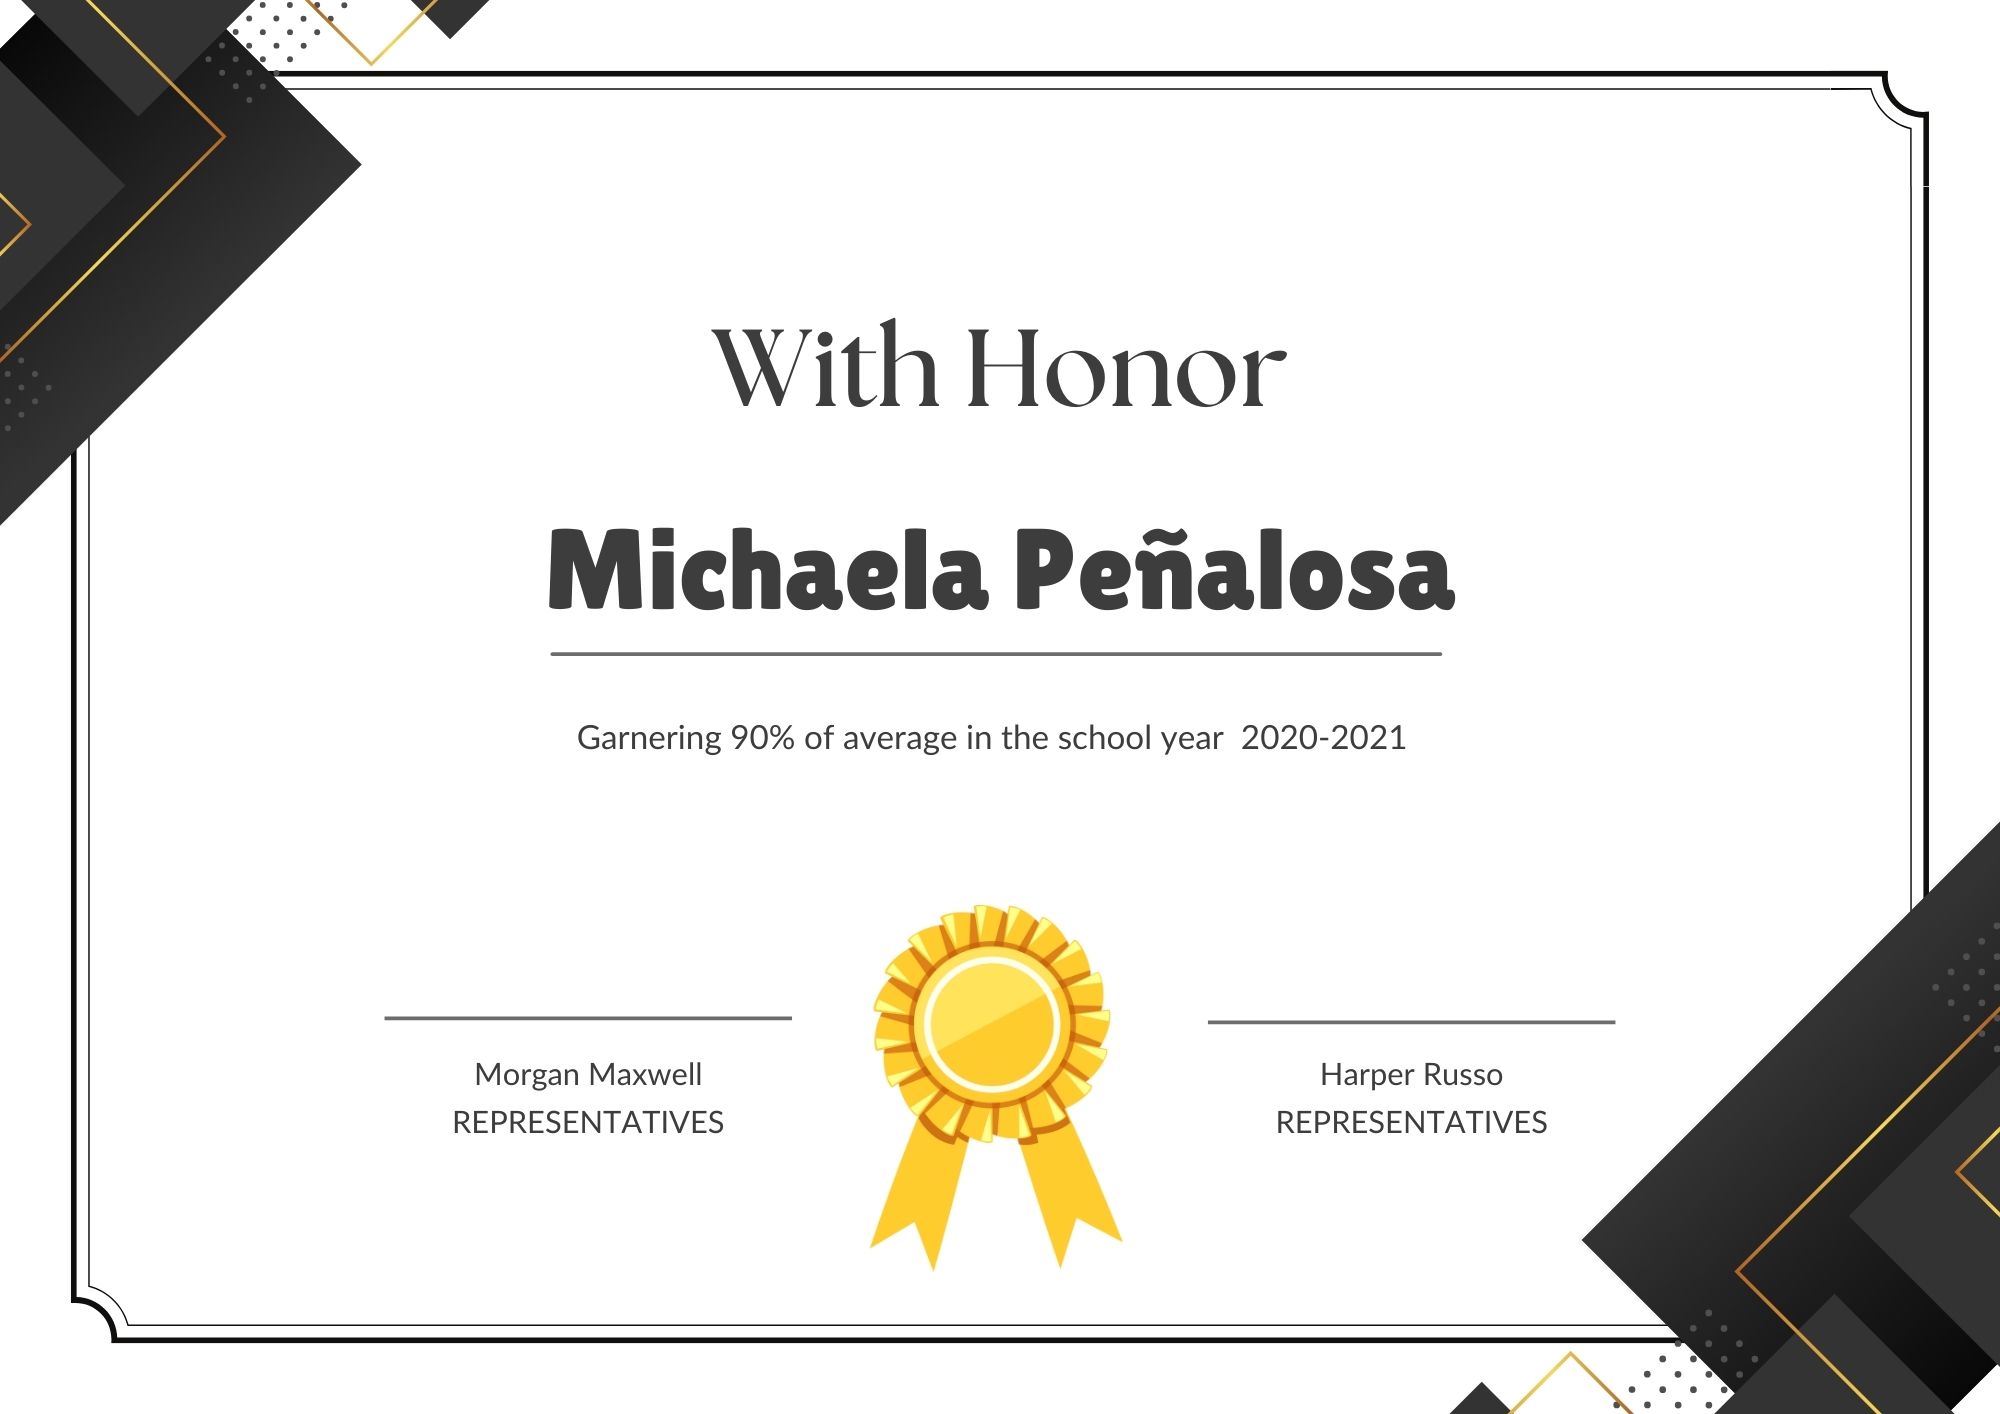 With Honor
Michaela Peñalosa
Garnering 90% of average in the school year 2020-2021
Morgan Maxwell
REPRESENTATIVES
Harper Russo
REPRESENTATIVES